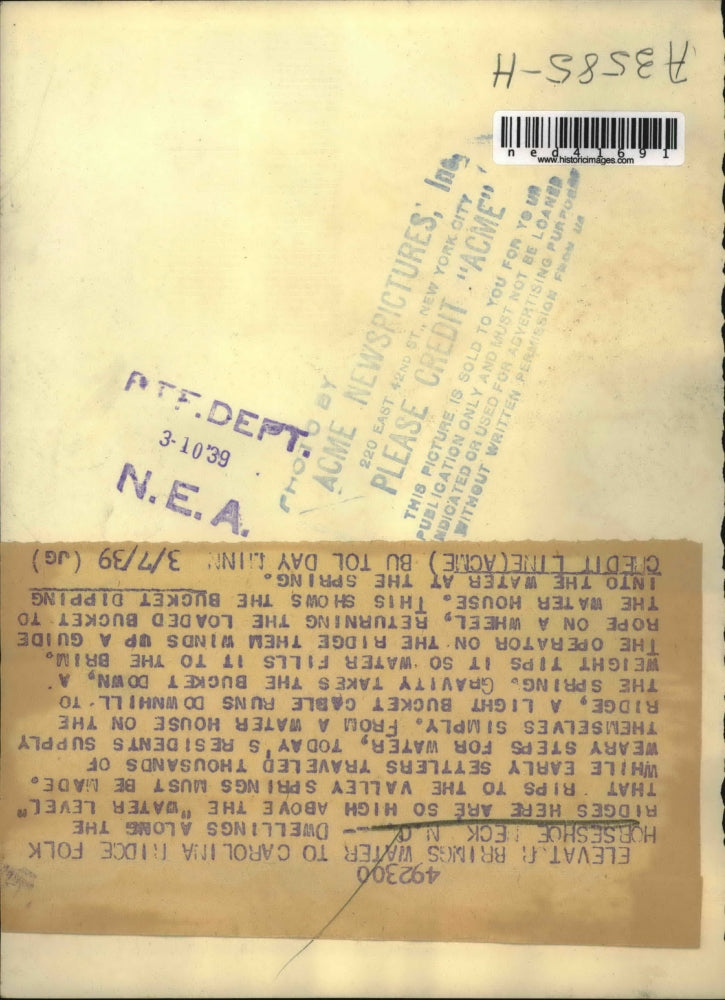 A3585-H
ned41691
www.historicimages.com
PHOTO BY
ACME NEWSPICTURES, Inc.
220 EAST 42ND ST., NEW YORK CITY
PLEASE CREDIT "ACME"
THIS PICTURE IS SOLD TO YOU FOR YOUR
PUBLICATION ONLY AND MUST NOT BE LOANED
INDICATED OR USED FOR ADVERTISING PURPOSES
WITHOUT WRITTEN PERMISSION FROM US
DEPT.
3-10'39
N.E.A.
492300
ELEVAT R BRINGS WATER TO CAROLINA RIDGE FOLK
HORSESHOE N.C. -- DWELLINGS ALONG THE
RIDGES HERE ARE SO HIGH ABOVE THE "WATER LEVEL"
THAT RIPS TO THE VALLEY SPRINGS MUST BE MADE.
WHILE EARLY SETTLERS TRAVELED THOUSANDS OF
WEARY STEPS FOR WATER, TODAY'S RESIDENTS SUPPLY
THEMSELVES SIMPLY. FROM A WATER HOUSE ON THE
RIDGE, A LIGHT BUCKET CABLE RUNS DOWNHILL TO
THE SPRING. GRAVITY TAKES THE BUCKET DOWN, A
WEIGHT TIPS IT SO WATER FILLS IT TO THE BRIM.
THE OPERATOR ON THE RIDGE THEM WINDS UP A GUIDE
ROPE ON A WHEEL, RETURNING THE LOADED BUCKET TO
THE WATER HOUSE. THIS SHOWS THE BUCKET DIPPING
INTO THE WATER AT THE SPRING.
CREDIT LINE(ACME) BU TOL DAY MINN 3/7/39 (JG)